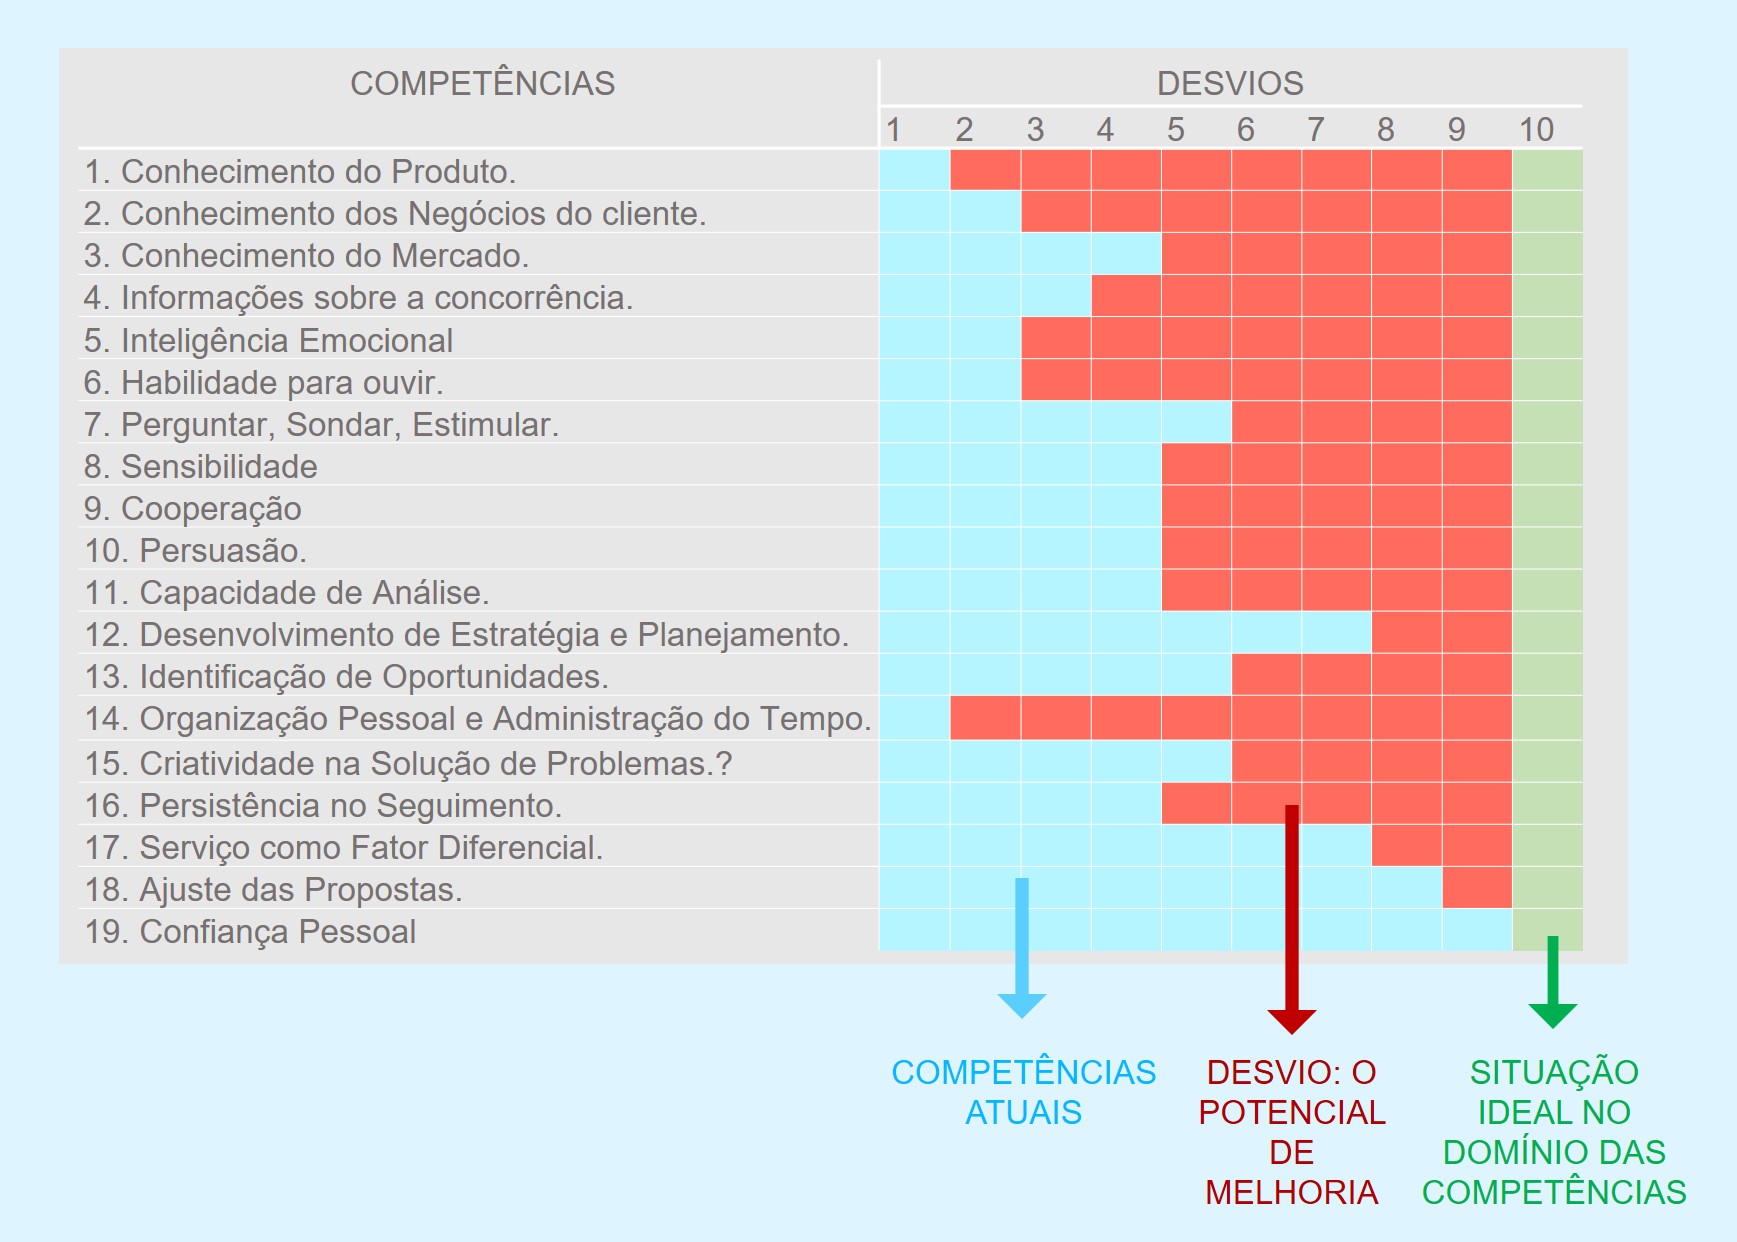 COMPETÊNCIAS
DESVIOS
1 2 3 4 5 6 7 8 9 10
1. Conhecimento do Produto.
2. Conhecimento dos Negócios do cliente.
3. Conhecimento do Mercado.
4. Informações sobre a concorrência.
5. Inteligência Emocional
6. Habilidade para ouvir.
7. Perguntar, Sondar, Estimular.
8. Sensibilidade
9. Cooperação
10. Persuasão.
11. Capacidade de Análise.
12. Desenvolvimento de Estratégia e Planejamento.
13. Identificação de Oportunidades.
14. Organização Pessoal e Administração do Tempo.
15. Criatividade na Solução de Problemas.?
16. Persistência no Seguimento.
17. Serviço como Fator Diferencial.
18. Ajuste das Propostas.
19. Confiança Pessoal
COMPETÊNCIAS
ATUAIS
DESVIO: O
POTENCIAL
DE
MELHORIA
SITUAÇÃO
IDEAL NO
DOMÍNIO DAS
COMPETÊNCIAS